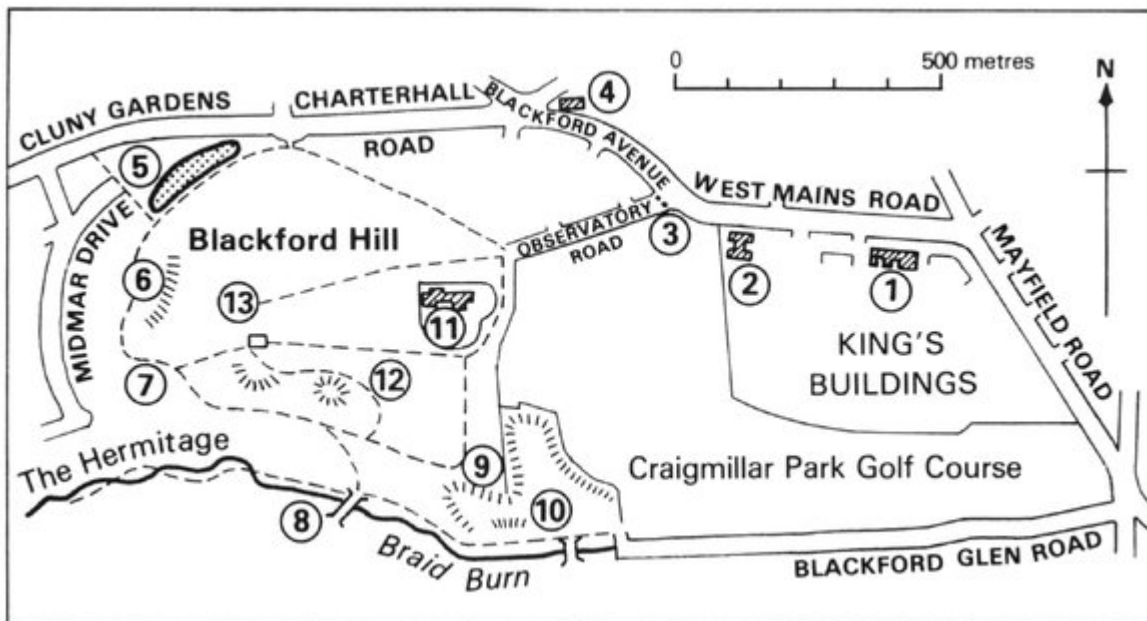 0 500 metres
N
CLUNY GARDENS
CHARTERHALL
ROAD
BLACKFORD AVENUE
4
5
MIDMAR DRIVE
WEST MAINS ROAD
OBSERVATORY
ROAD
3
2
1
MAYFIELD ROAD
Blackford Hill
6
13
11
KING'S
BUILDINGS
7
12
The Hermitage
9
10
Craigmillar Park Golf Course
8
Braid Burn
BLACKFORD GLEN ROAD